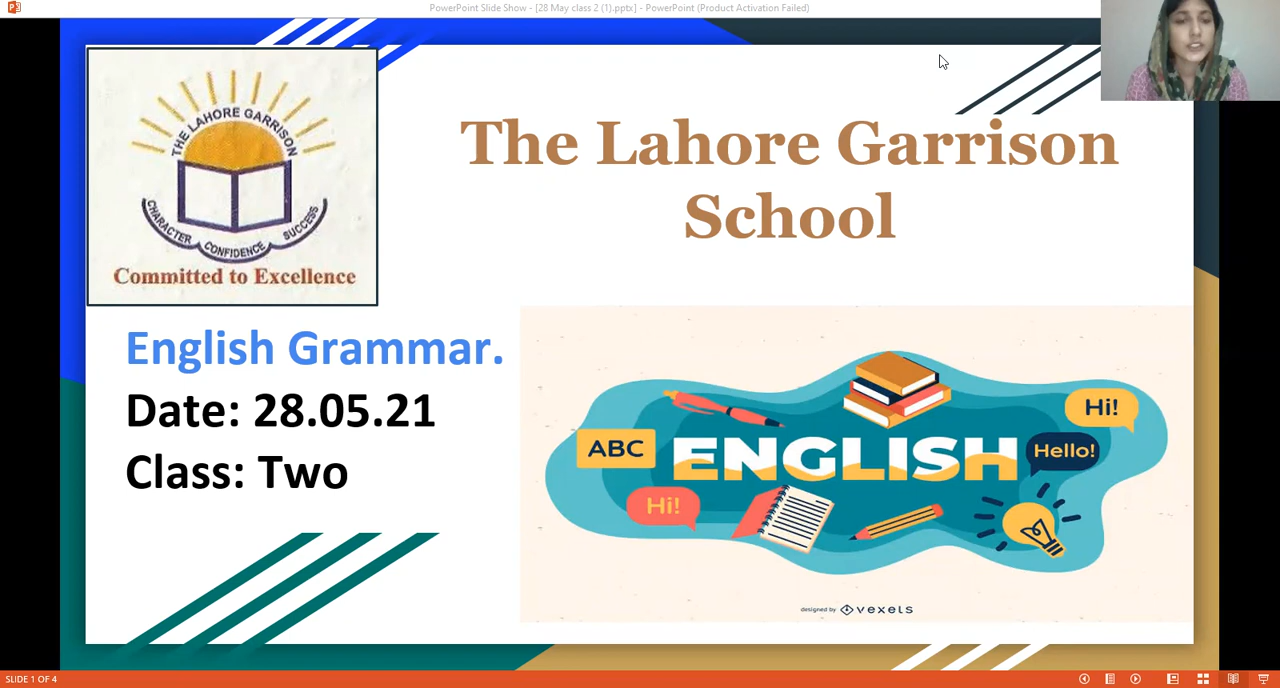 PowerPoint Slide Show - [28 May class 2 (1).pptx] - PowerPoint (Product Activation Failed)
THE LAHORE GARRISON
CHARACTER CONFIDENCE SUCCESS
Committed to Excellence
The Lahore Garrison
School
English Grammar.
Date: 28.05.21
Class: Two
ABC
ENGLISH
Hi!
Hello!
Hi!
designed by vexels
SLIDE 1 OF 4